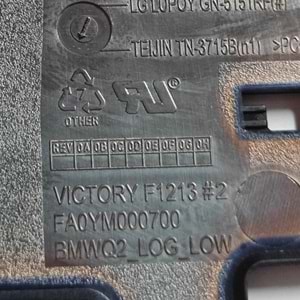 LG LUPOY GN-5151RF(#)
TEIJIN TN-3715B(n1) >PC
OTHER
REV 0A 0B 0C 0D 0E 0F 0G 0H
VICTORY F1213 #2
FA0YM000700
BMWQ2_LOG_LOW